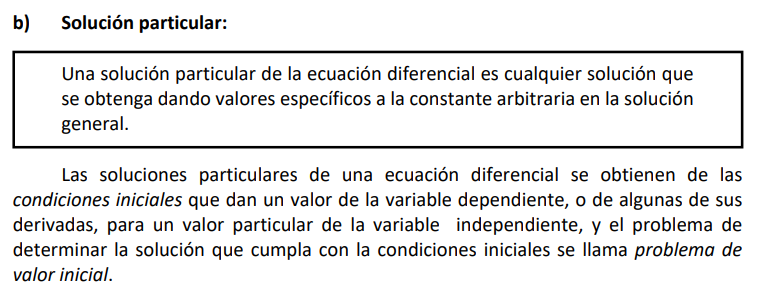 b) Solución particular:
Una solución particular de la ecuación diferencial es cualquier solución que
se obtenga dando valores específicos a la constante arbitraria en la solución
general.
Las soluciones particulares de una ecuación diferencial se obtienen de las
condiciones iniciales que dan un valor de la variable dependiente, o de algunas de sus
derivadas, para un valor particular de la variable independiente, y el problema de
determinar la solución que cumpla con la condiciones iniciales se llama problema de
valor inicial.